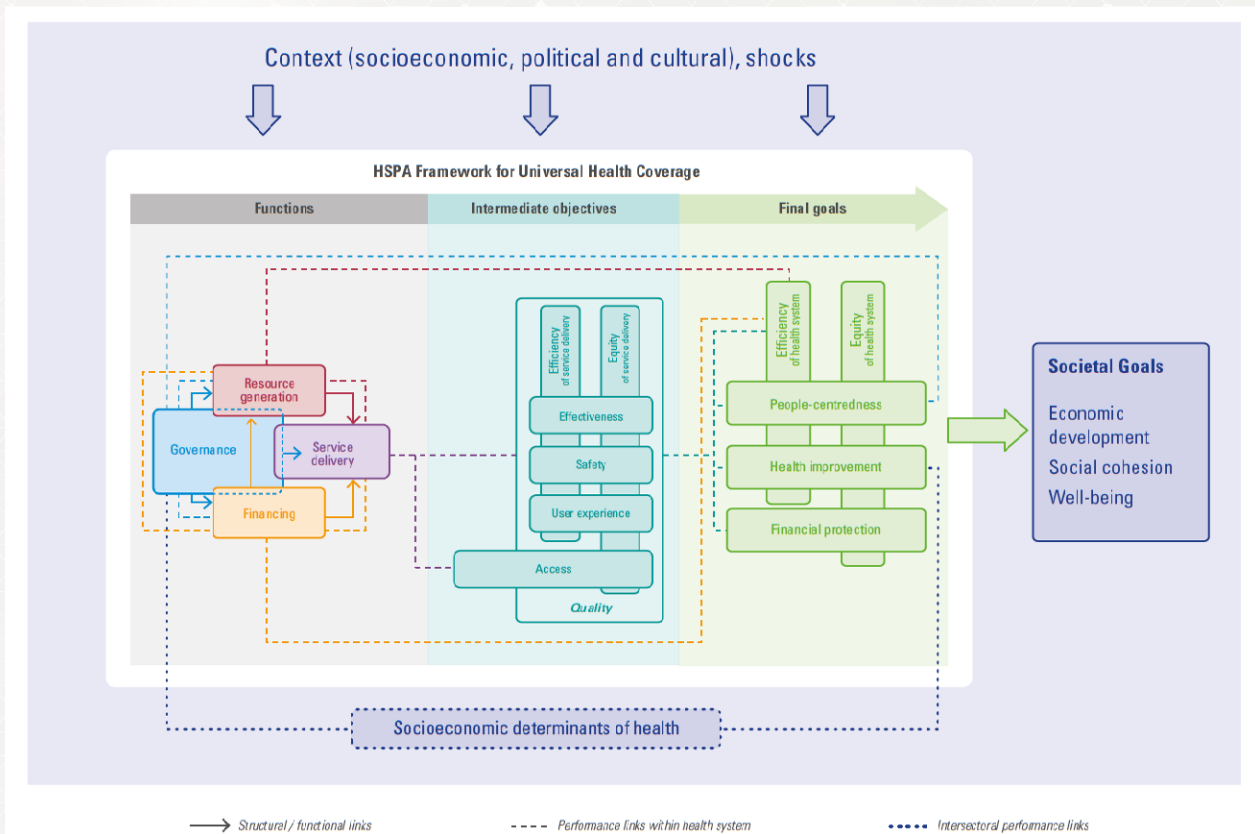 Context (socioeconomic, political and cultural), shocks
HSPA Framework for Universal Health Coverage
Functions
Intermediate objectives
Final goals
Efficiency
of service delivery
Equity
of service delivery
Efficiency
of health system
Equity
of health system
Resource
generation
Governance
Service
delivery
Financing
Effectiveness
Safety
User experience
Access
Quality
People-centredness
Health improvement
Financial protection
Societal Goals
Economic
development
Social cohesion
Well-being
Socioeconomic determinants of health
Structural / functional links
Performance links within health system
Intersectoral performance links